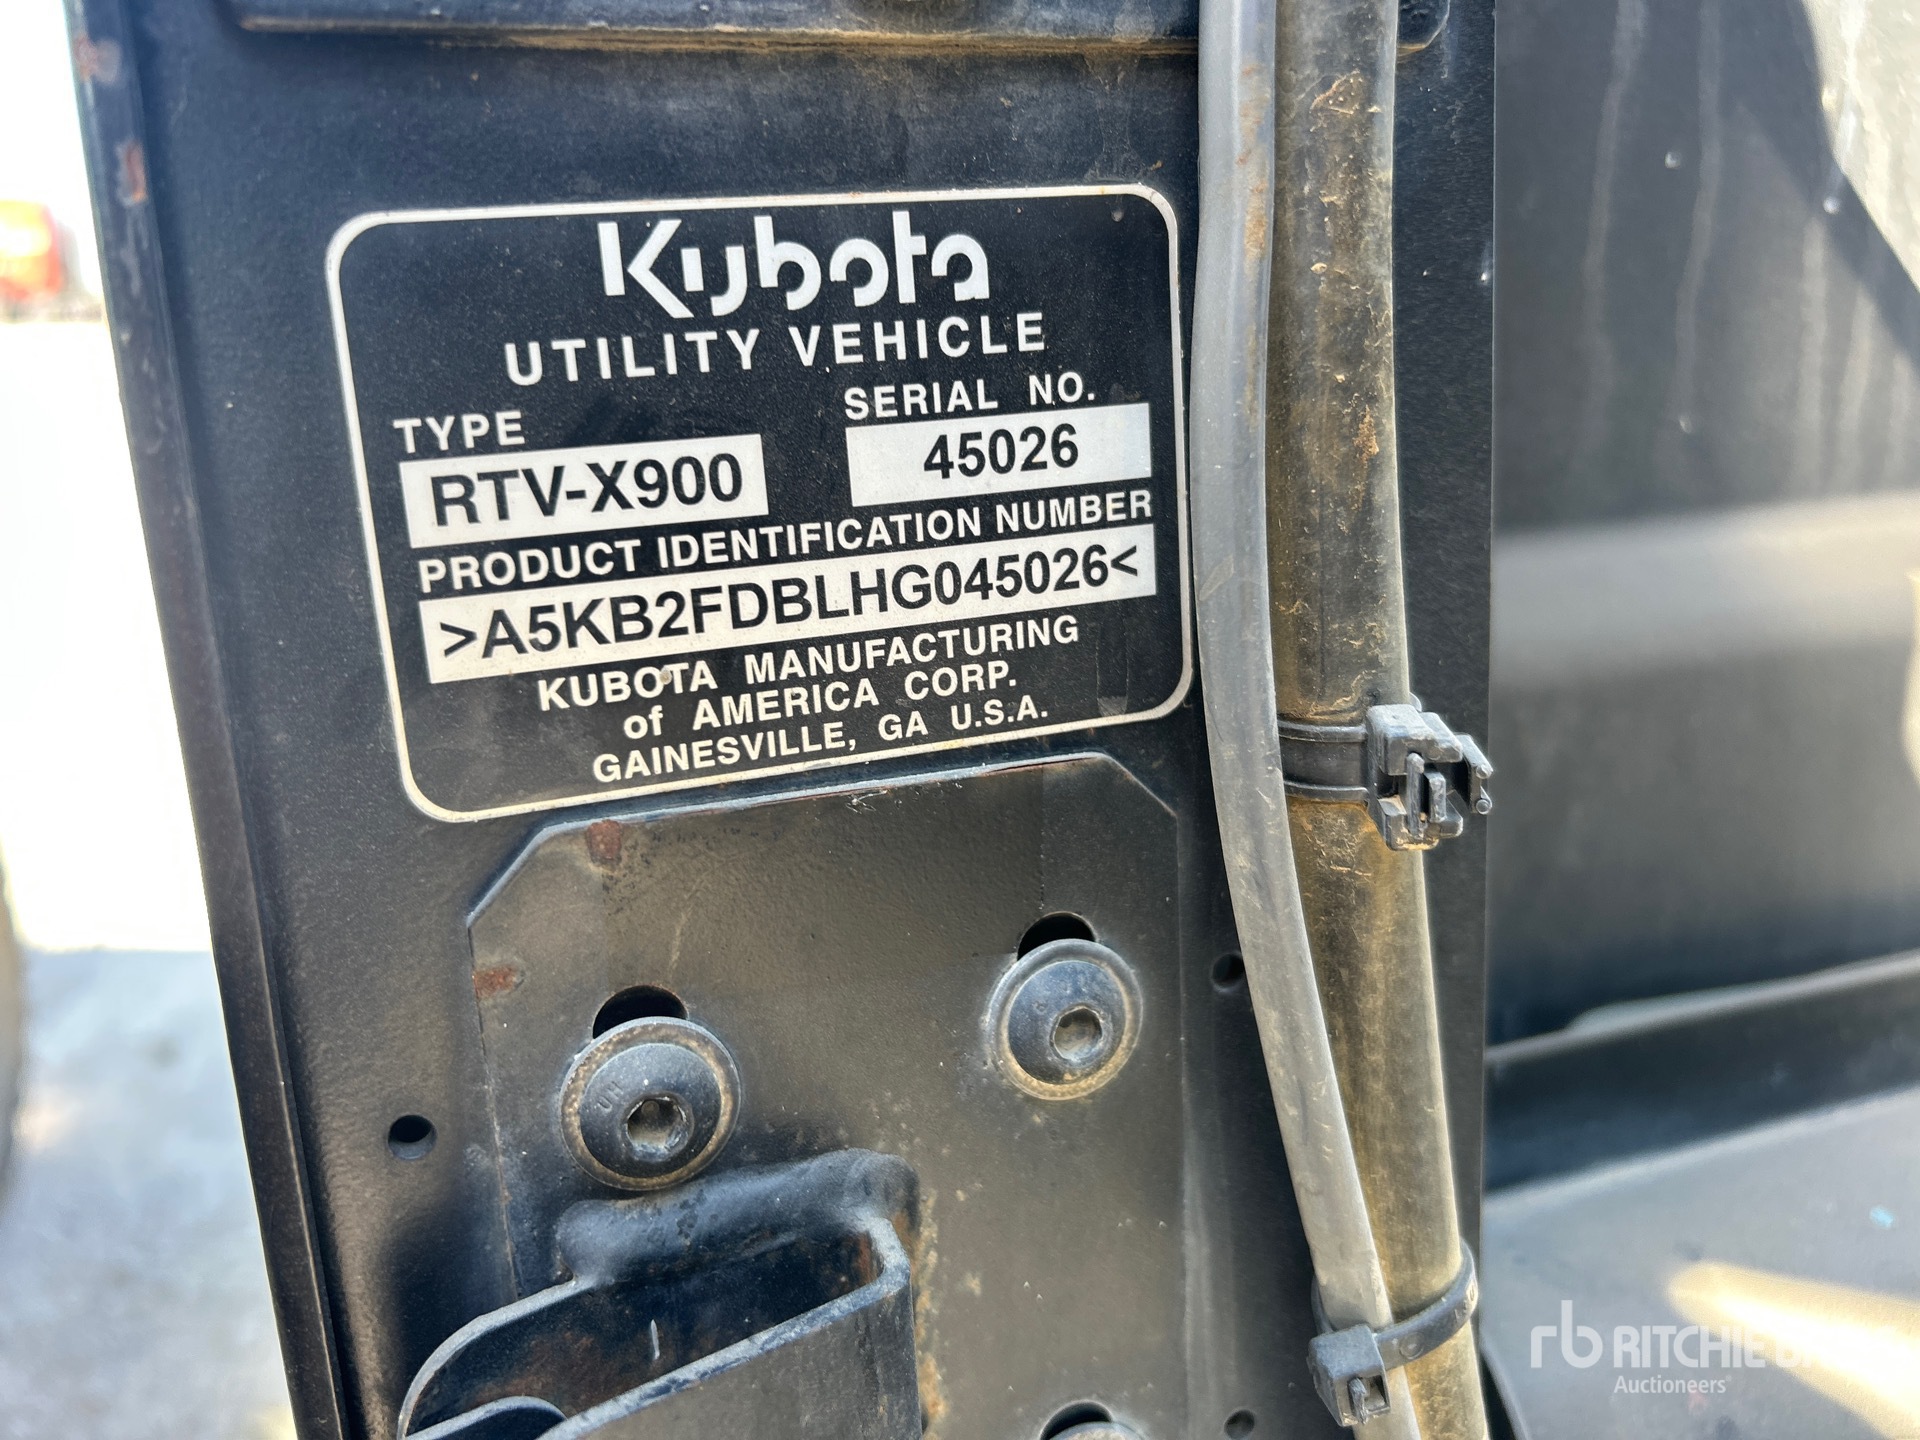 Kubota
UTILITY VEHICLE
TYPE
SERIAL NO.
RTV-X900
45026
PRODUCT IDENTIFICATION NUMBER
>A5KB2FDBLHG045026<
KUBOTA MANUFACTURING
of AMERICA CORP.
GAINESVILLE, GA U.S.A.
rb RITCHIE
Auctioneers